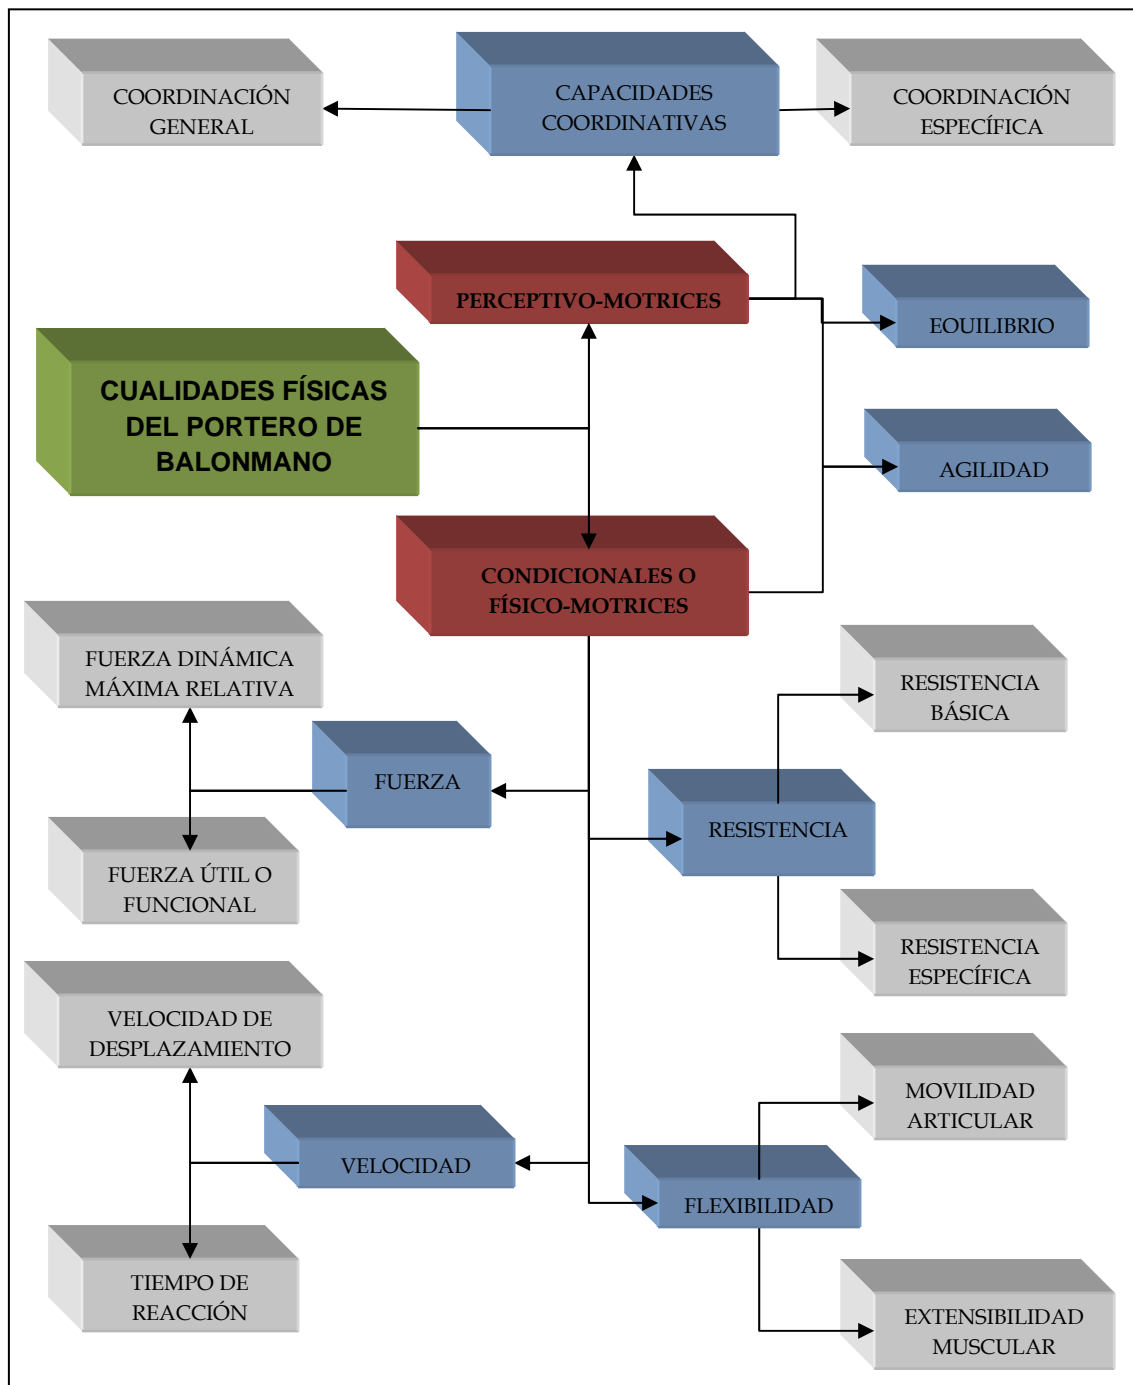 COORDINACIÓN
GENERAL
CAPACIDADES
COORDINATIVAS
COORDINACIÓN
ESPECÍFICA
PERCEPTIVO-MOTRICES
EOUILIBRIO
CUALIDADES FÍSICAS
DEL PORTERO DE
BALONMANO
AGILIDAD
CONDICIONALES O
FÍSICO-MOTRICES
FUERZA DINÁMICA
MÁXIMA RELATIVA
RESISTENCIA
BÁSICA
FUERZA
RESISTENCIA
FUERZA ÚTIL O
FUNCIONAL
RESISTENCIA
ESPECÍFICA
VELOCIDAD DE
DESPLAZAMIENTO
MOVILIDAD
ARTICULAR
VELOCIDAD
FLEXIBILIDAD
TIEMPO DE
REACCIÓN
EXTENSIBILIDAD
MUSCULAR